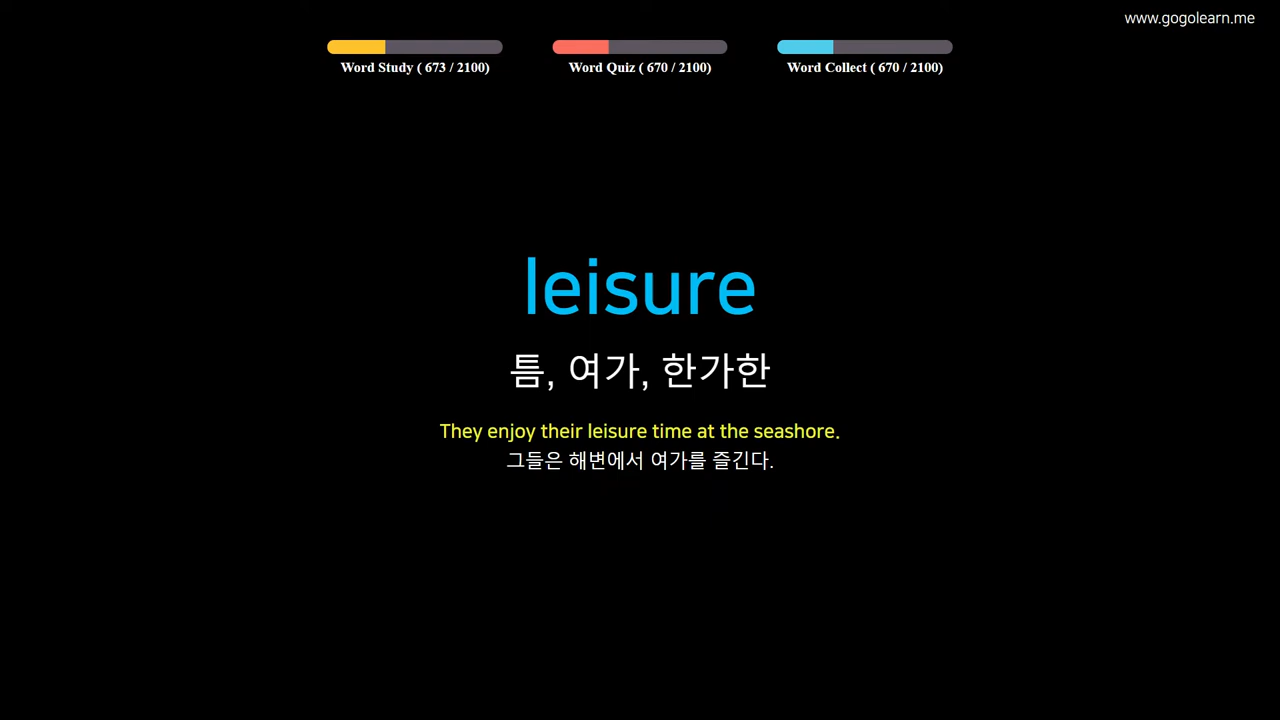 www.gogolearn.me
Word Study ( 673 / 2100)
Word Quiz ( 670 / 2100)
Word Collect ( 670 / 2100)
leisure
틈, 여가, 한가한
They enjoy their leisure time at the seashore.
그들은 해변에서 여가를 즐긴다.